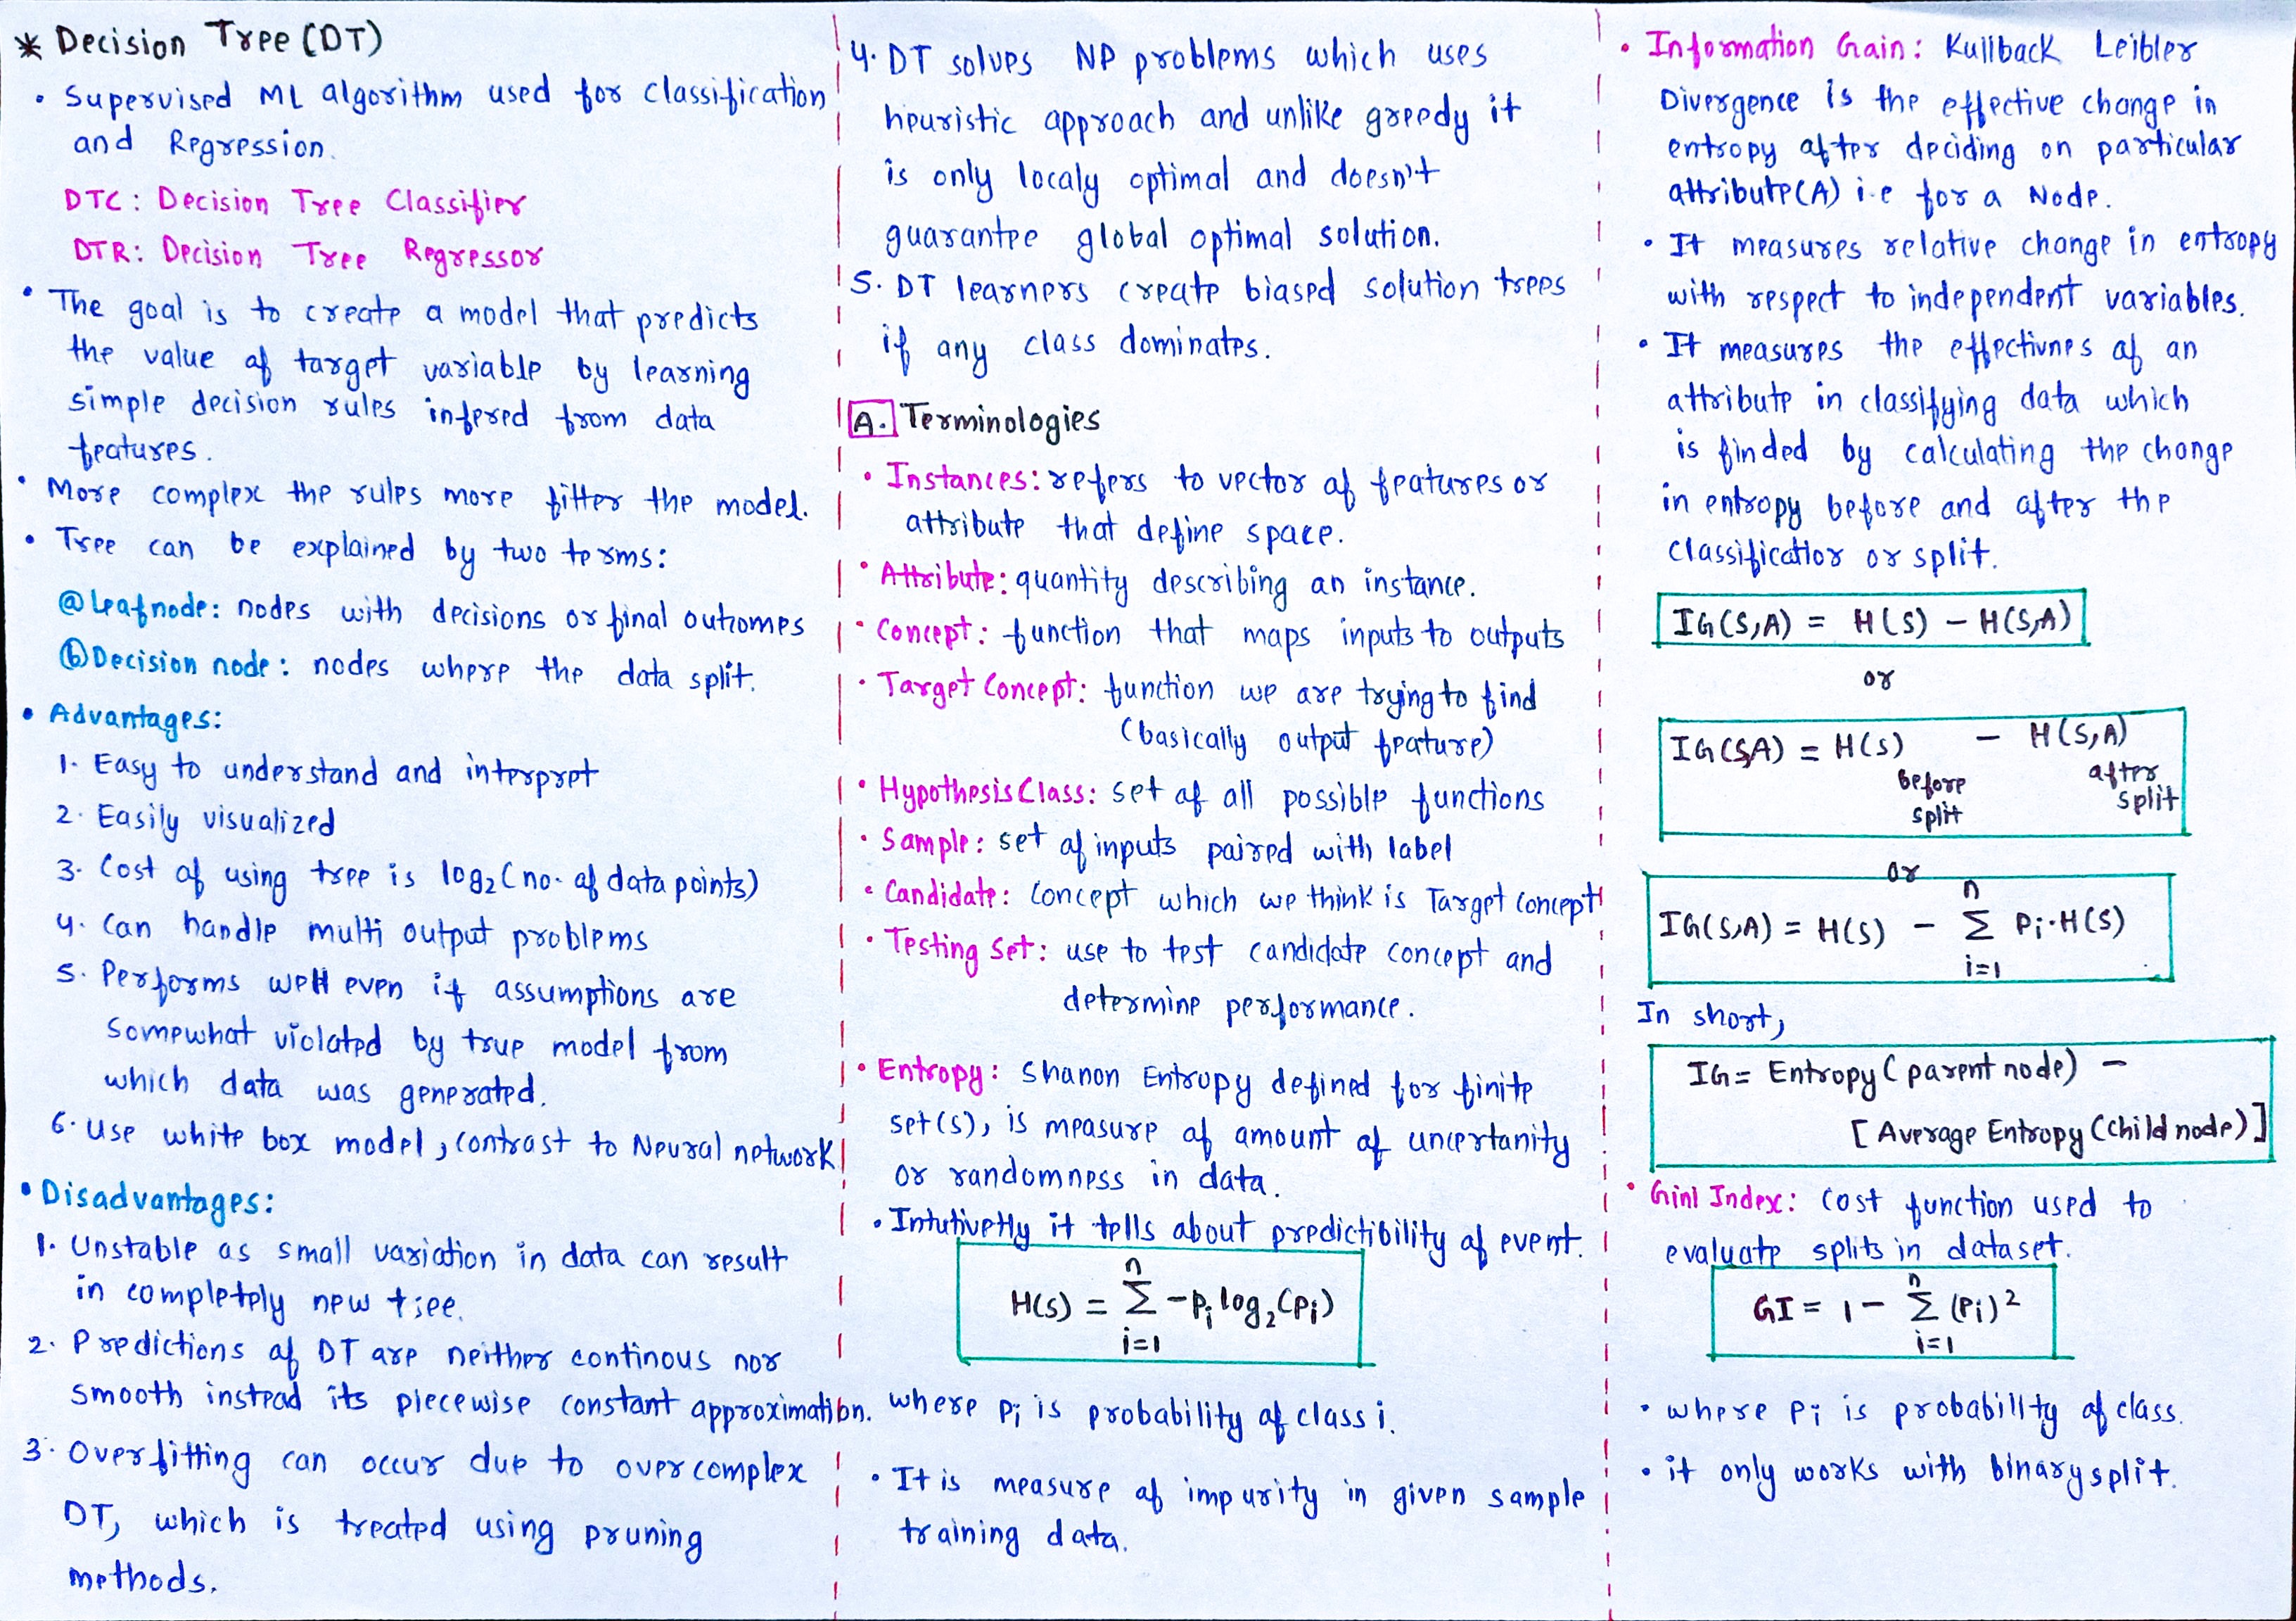 * Decision Tree (DT)
• Supervised ML algorithm used for classification
and Regression.
DTC: Decision Tree Classifier
DTR: Decision Tree Regressor
• The goal is to create a model that predicts
the value of target variable by learning
simple decision rules infered from data
features.
• More complex the rules more fitter the model.
• Tree can be explained by two terms:
ⓐ Leafnode: nodes with decisions or final outcomes
ⓑ Decision node: nodes where the data split.
• Advantages:
1. Easy to understand and interpret
2. Easily visualized
3. Cost of using tree is log₂(no. of data points)
4. Can handle multi output problems
5. Performs well even if assumptions are
somewhat violated by true model from
which data was generated.
6. Use white box model, contrast to Neural network
• Disadvantages:
1. Unstable as small variation in data can result
in completely new tree.
2. Predictions of DT are neither continous nor
smooth instead its piecewise constant approximation.
3. Overfitting can occur due to over complex
DT, which is treated using pruning
methods.
4. DT solves NP problems which uses
heuristic approach and unlike greedy it
is only localy optimal and doesn't
guarantee global optimal solution.
5. DT learners create biased solution trees
if any class dominates.
A. Terminologies
• Instances: refers to vector of features or
attribute that define space.
• Attribute: quantity describing an instance.
• Concept: function that maps inputs to outputs
• Target Concept: function we are trying to find
(basically output feature)
• Hypothesis Class: set of all possible functions
• Sample: set of inputs paired with label
• Candidate: Concept which we think is Target Concept
• Testing Set: use to test candidate concept and
determine performance.
• Entropy: Shanon Entropy defined for finite
set(s), is measure of amount of uncertanity
or randomness in data.
• Intutivetly it tells about predictibility of event.
H(s) = n Σ i=1 -pᵢ log₂(pᵢ)
where pᵢ is probability of class i.
• It is measure of impurity in given sample
training data.
• Information Gain: Kullback Leibler
Divergence is the effective change in
entropy after deciding on particular
attribute(A) i.e for a Node.
• It measures relative change in entropy
with respect to independent variables.
• It measures the effectivnes of an
attribute in classifying data which
is finded by calculating the change
in entropy before and after the
classificatior or split.
IG(S,A) = H(S) - H(S,A)
or
IG(S,A) = H(s) - H(S,A)
before split after split
or
IG(S,A) = H(S) - n Σ i=1 Pᵢ·H(S)
In short,
IG = Entropy (parent node) -
[Average Entropy (child node)]
• Gini Index: cost function used to
evaluate splits in dataset.
GI = 1 - n Σ i=1 (Pᵢ)²
• where Pᵢ is probability of class.
• it only works with binary split.